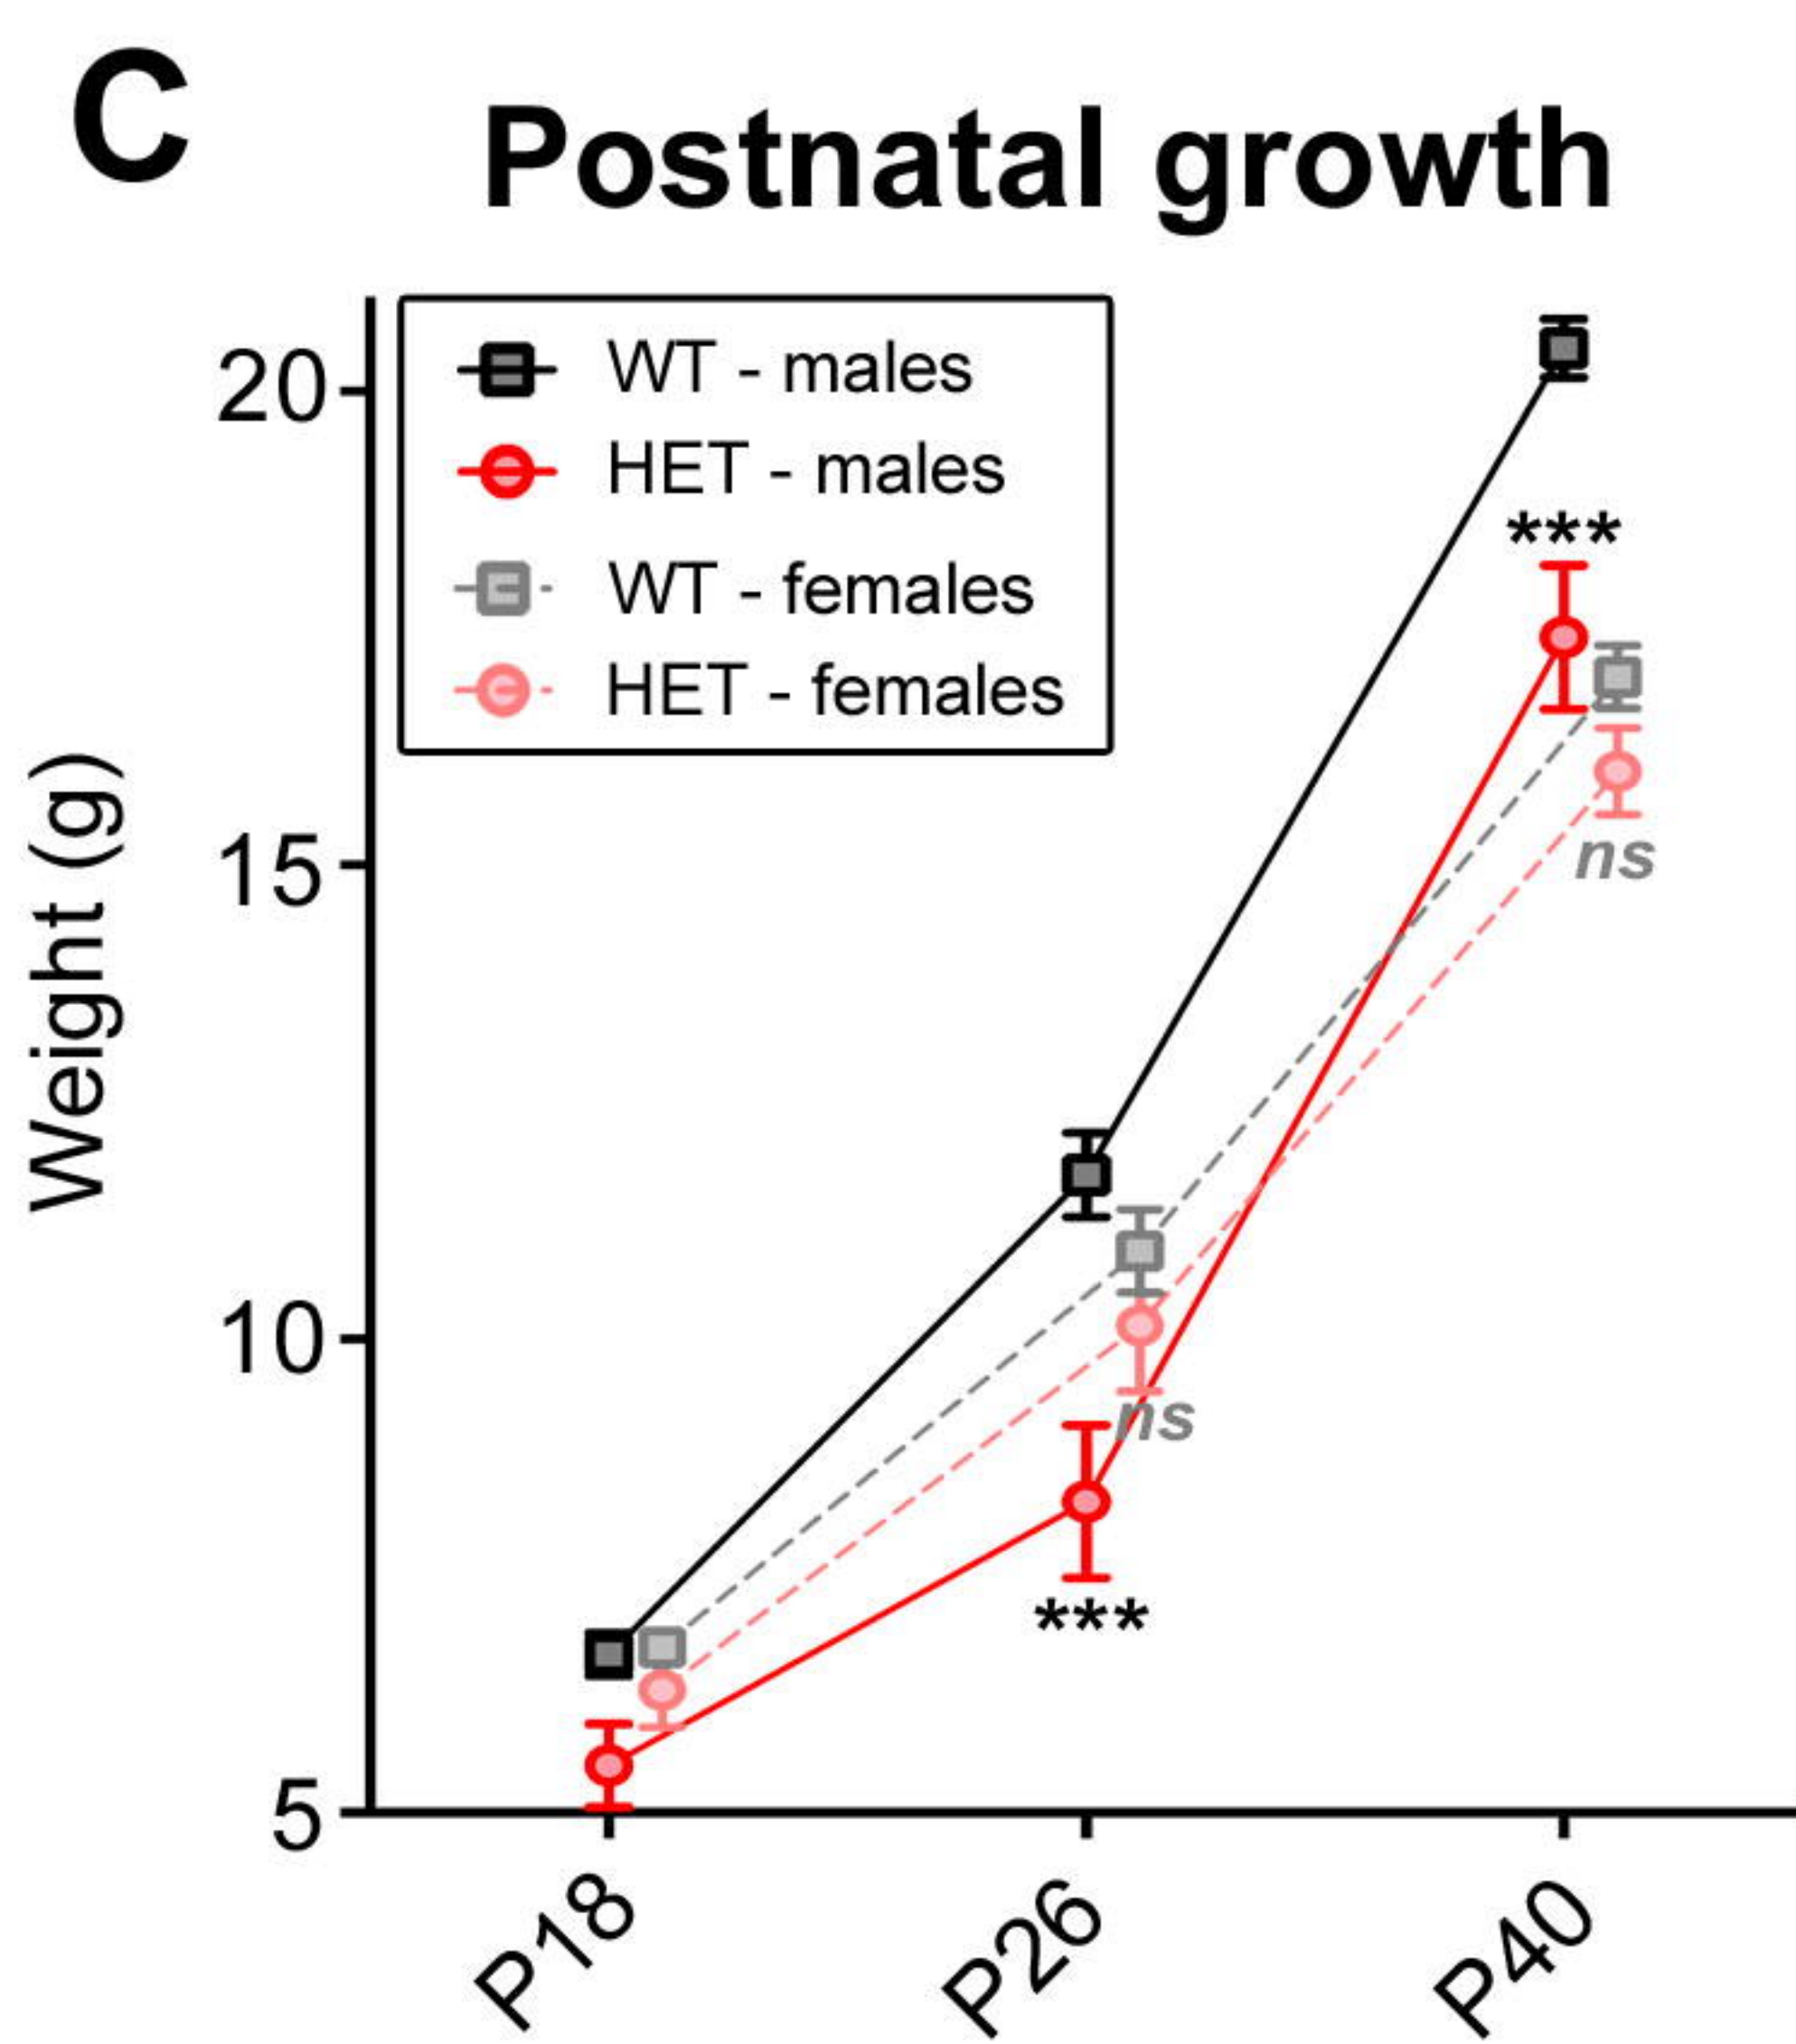 C
Postnatal growth
WT - males
HET - males
WT - females
HET - females
Weight (g)
20
15
10
5
***
ns
ns
***
P18
P26
P40